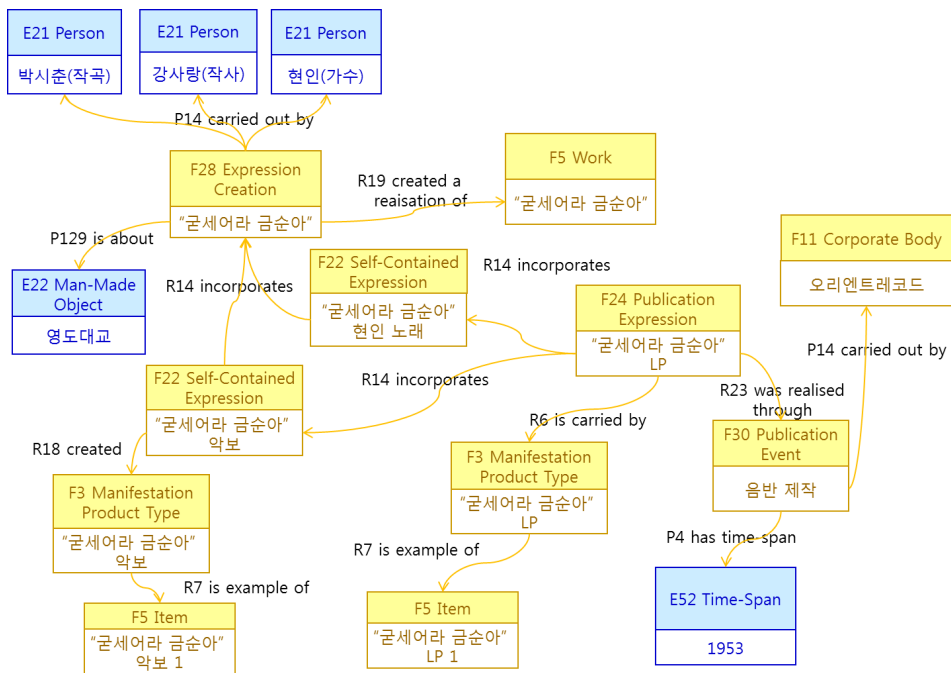 E21 Person
박시춘(작곡)
E21 Person
강사랑(작사)
E21 Person
현인(가수)
P14 carried out by
F28 Expression
Creation
"굳세어라 금순아"
R19 created a
reaisation of
F5 Work
"굳세어라 금순아"
P129 is about
E22 Man-Made
Object
영도대교
R14 incorporates
F22 Self-Contained
Expression
"굳세어라 금순아"
현인 노래
R14 incorporates
F24 Publication
Expression
"굳세어라 금순아"
LP
F11 Corporate Body
오리엔트레코드
P14 carried out by
F22 Self-Contained
Expression
"굳세어라 금순아"
악보
R14 incorporates
R23 was realised
through
R6 is carried by
F30 Publication
Event
음반 제작
R18 created
F3 Manifestation
Product Type
"굳세어라 금순아"
악보
F3 Manifestation
Product Type
"굳세어라 금순아"
LP
P4 has time-span
R7 is example of
R7 is example of
F5 Item
"굳세어라 금순아"
악보 1
F5 Item
"굳세어라 금순아"
LP 1
E52 Time-Span
1953